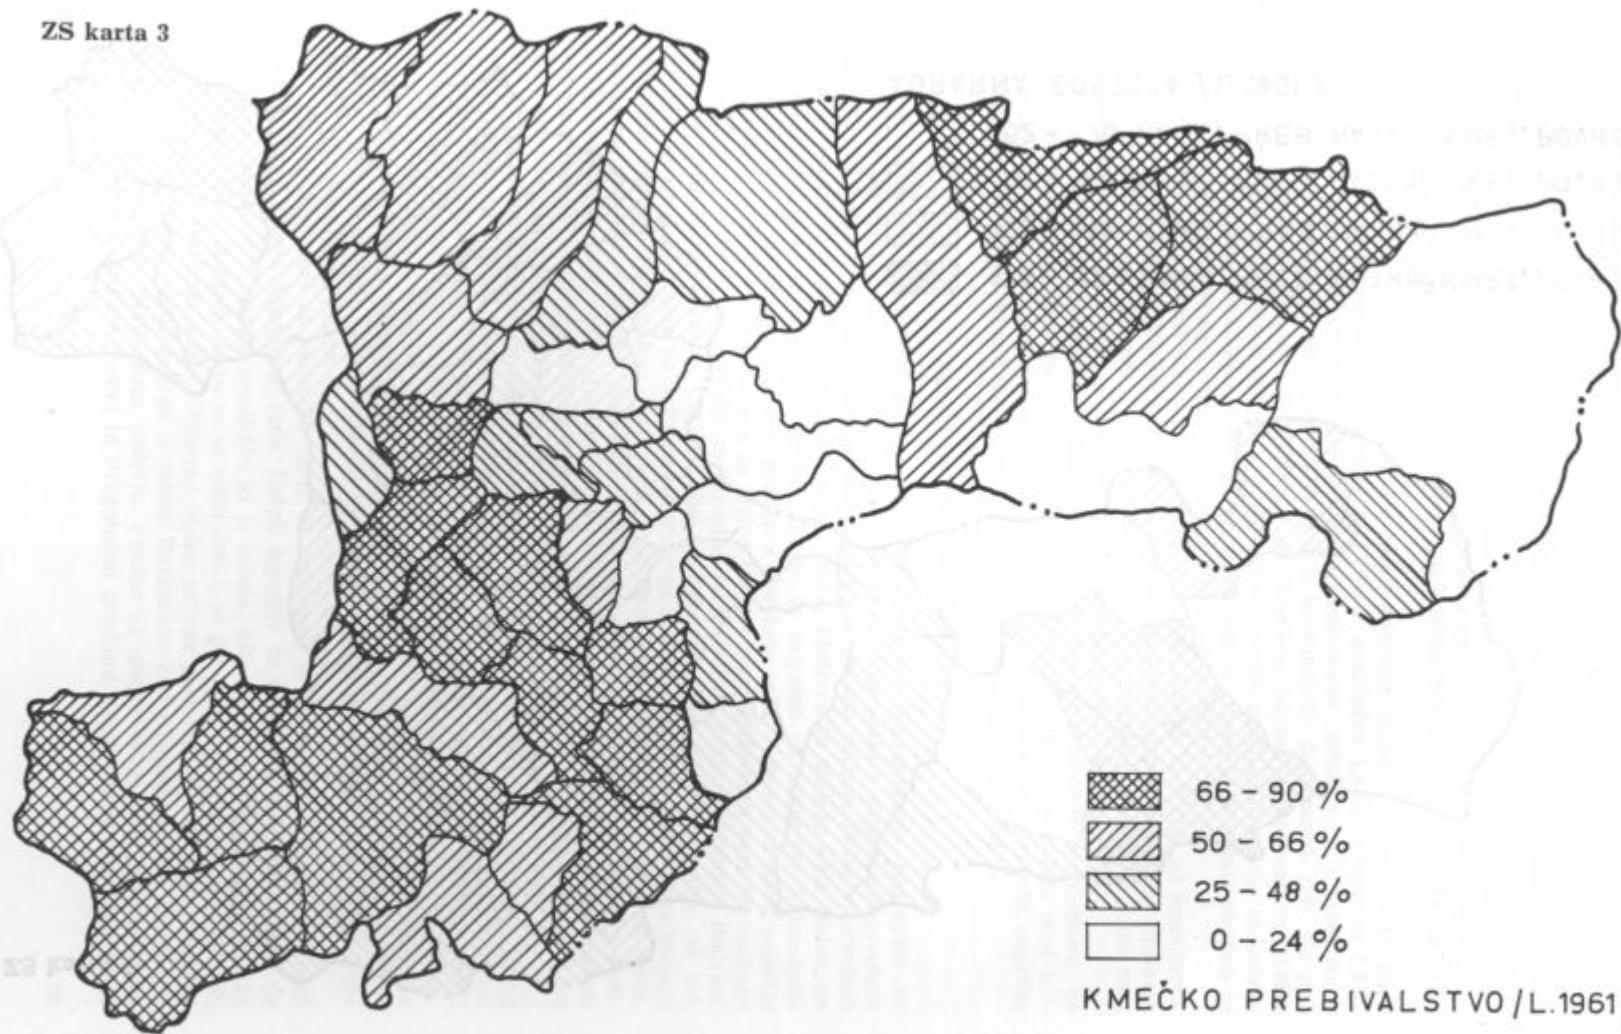 ZS karta 3
66 – 90 %
50 – 66 %
25 – 48 %
0 – 24 %
KMEČKO PREBIVALSTVO /L.1961